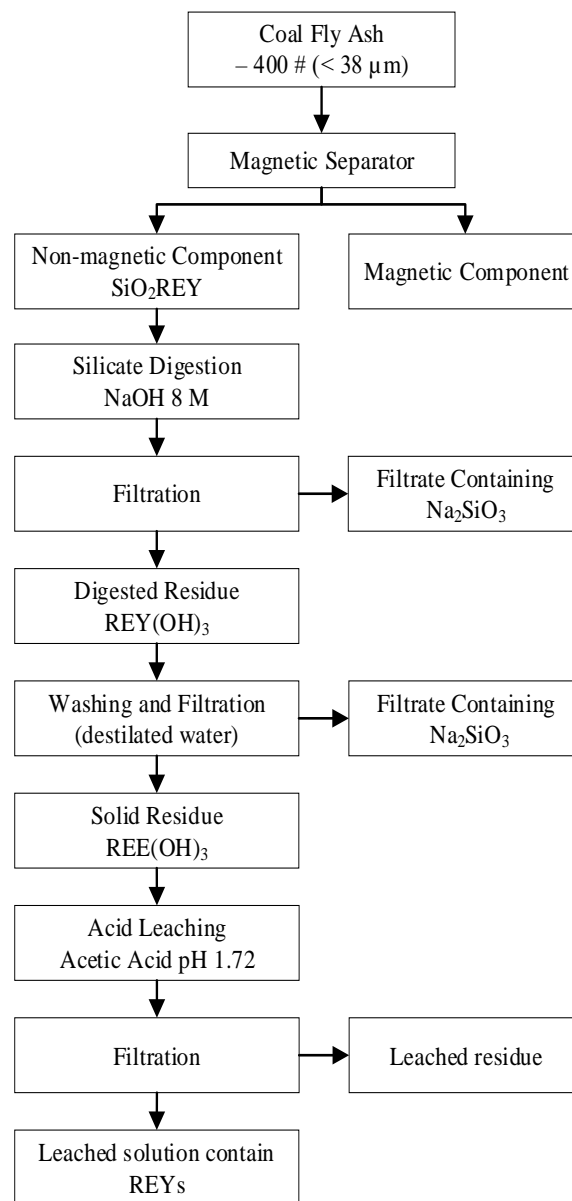 Coal Fly Ash
– 400 # (< 38 µm)
Magnetic Separator
Non-magnetic Component
SiO₂REY
Magnetic Component
Silicate Digestion
NaOH 8 M
Filtration
Filtrate Containing
Na₂SiO₃
Digested Residue
REY(OH)₃
Washing and Filtration
(destilated water)
Filtrate Containing
Na₂SiO₃
Solid Residue
REE(OH)₃
Acid Leaching
Acetic Acid pH 1.72
Filtration
Leached residue
Leached solution contain
REYs